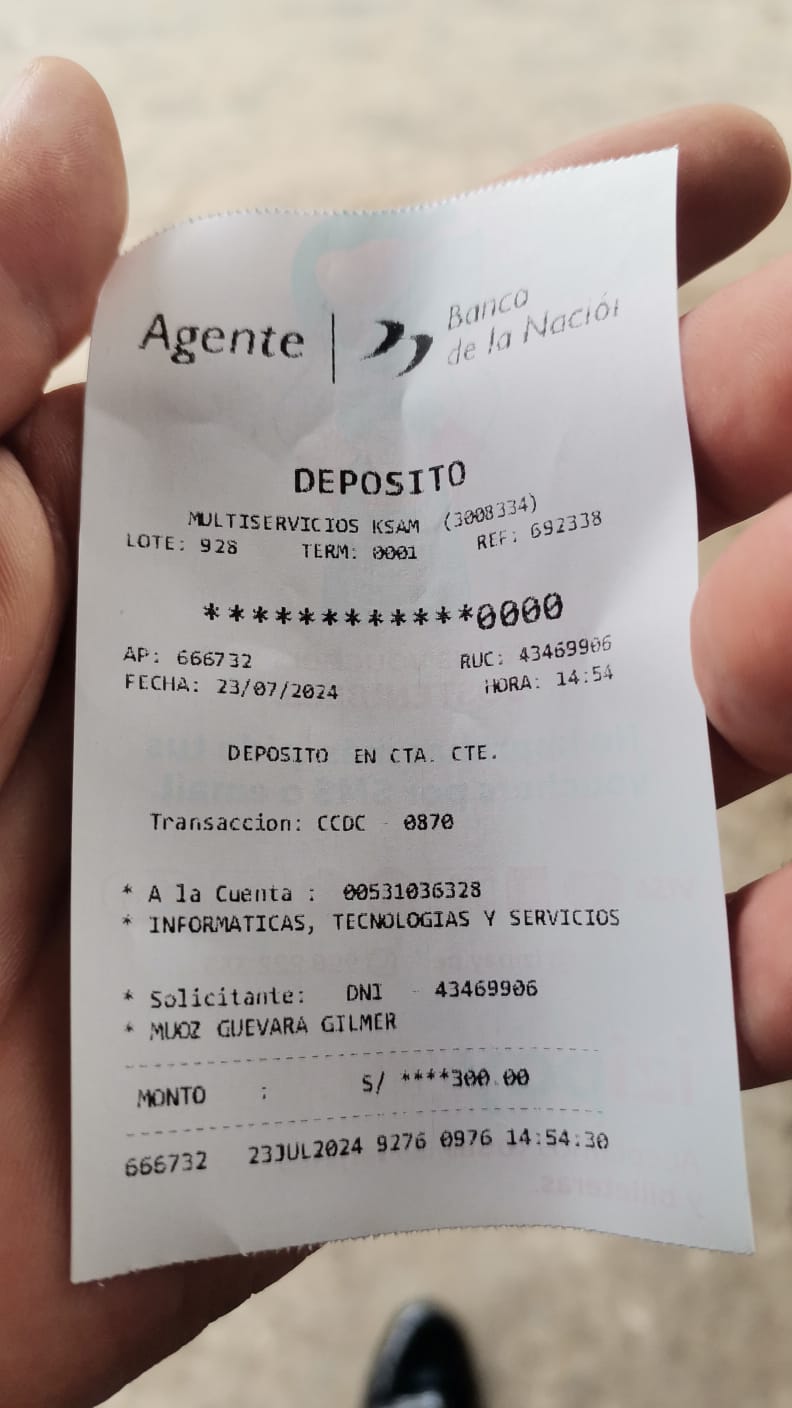 Agente | Banco de la Nación
DEPOSITO
MULTISERVICIOS KSAM (3008334)
LOTE: 928 TERM: 0001 REF: 692338
************0000
AP: 666732 RUC: 43469906
FECHA: 23/07/2024 HORA: 14:54
DEPOSITO EN CTA. CTE.
Transaccion: CCDC - 0870
* A la Cuenta : 00531036328
* INFORMATICAS, TECNOLOGIAS Y SERVICIOS
* Solicitante: DNI - 43469906
* MUOZ GUEVARA GILMER
MONTO : S/ ****300.00
666732 23JUL2024 9276 0976 14:54:30